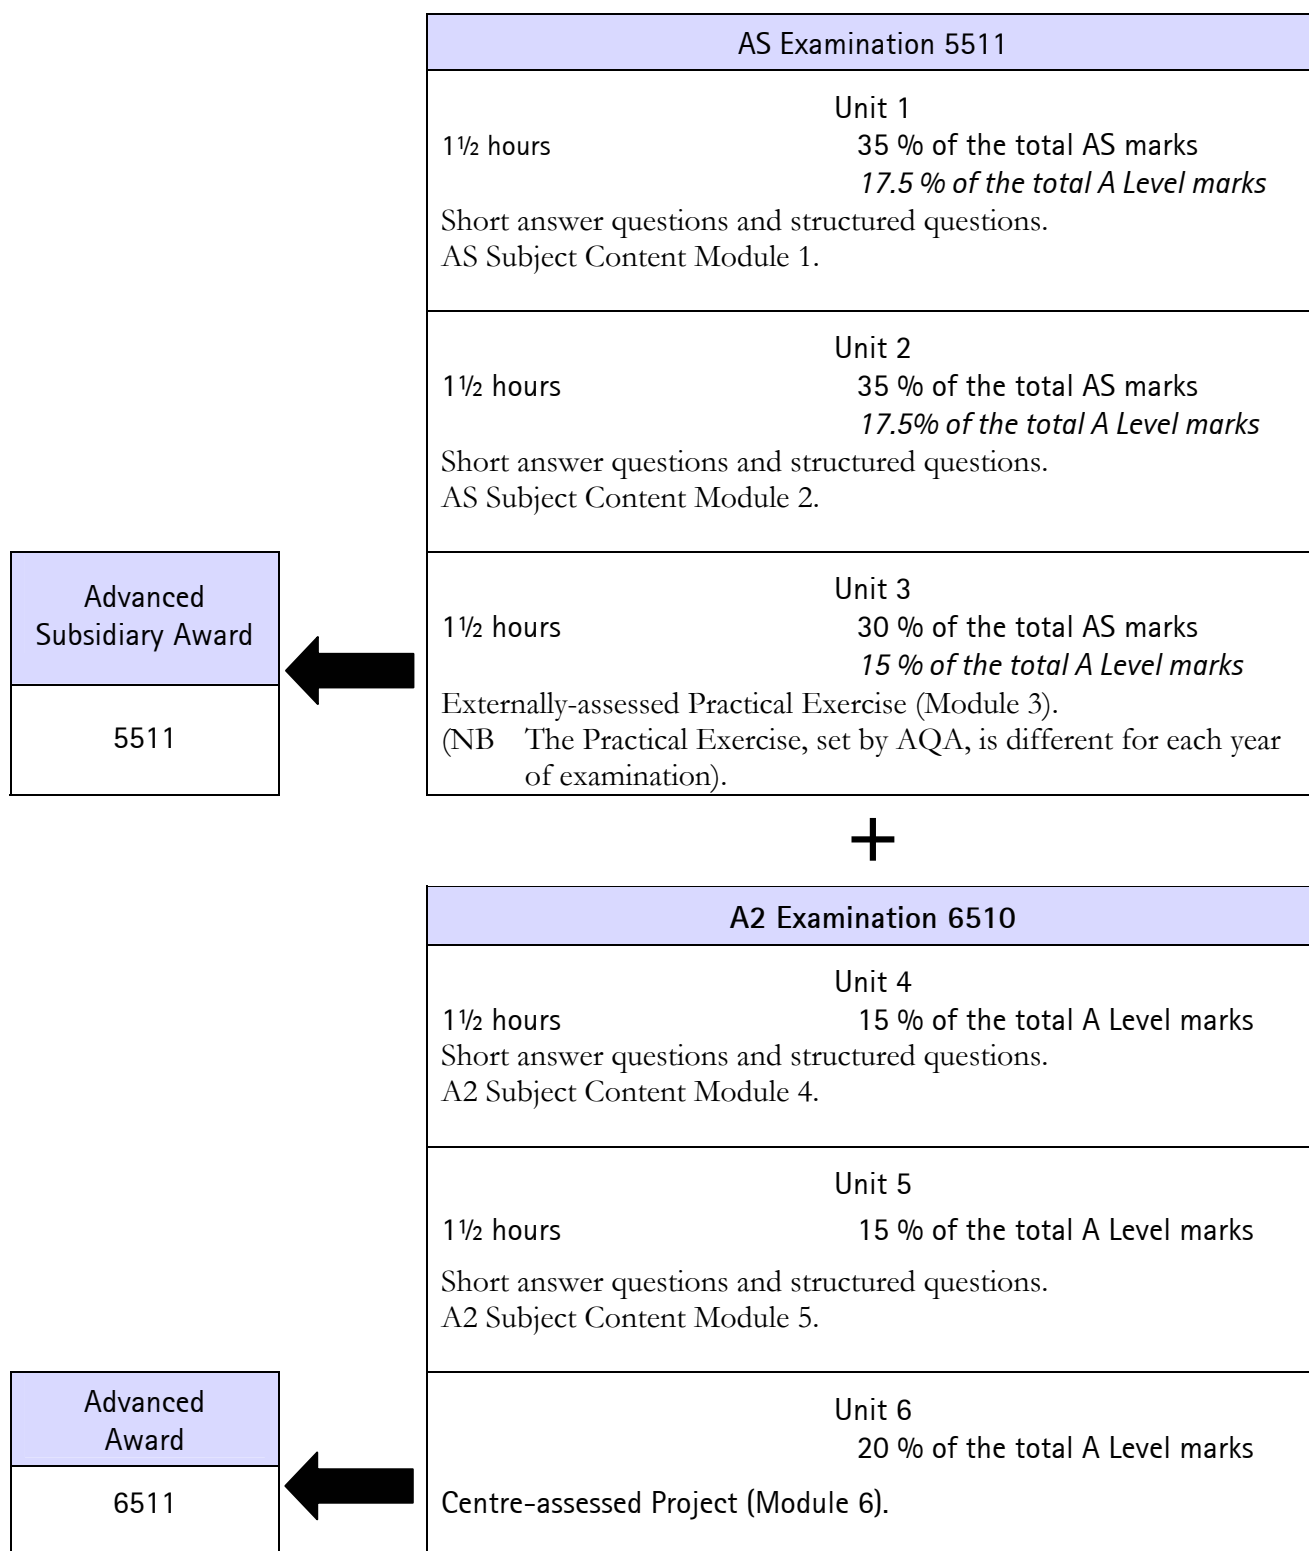 AS Examination 5511
Unit 1
1½ hours 35 % of the total AS marks
17.5 % of the total A Level marks
Short answer questions and structured questions.
AS Subject Content Module 1.
Unit 2
1½ hours 35 % of the total AS marks
17.5% of the total A Level marks
Short answer questions and structured questions.
AS Subject Content Module 2.
Advanced
Subsidiary Award
5511
Unit 3
1½ hours 30 % of the total AS marks
15 % of the total A Level marks
Externally-assessed Practical Exercise (Module 3).
(NB The Practical Exercise, set by AQA, is different for each year
of examination).
+
A2 Examination 6510
Unit 4
1½ hours 15 % of the total A Level marks
Short answer questions and structured questions.
A2 Subject Content Module 4.
Unit 5
1½ hours 15 % of the total A Level marks
Short answer questions and structured questions.
A2 Subject Content Module 5.
Advanced
Award
6511
Unit 6
20 % of the total A Level marks
Centre-assessed Project (Module 6).